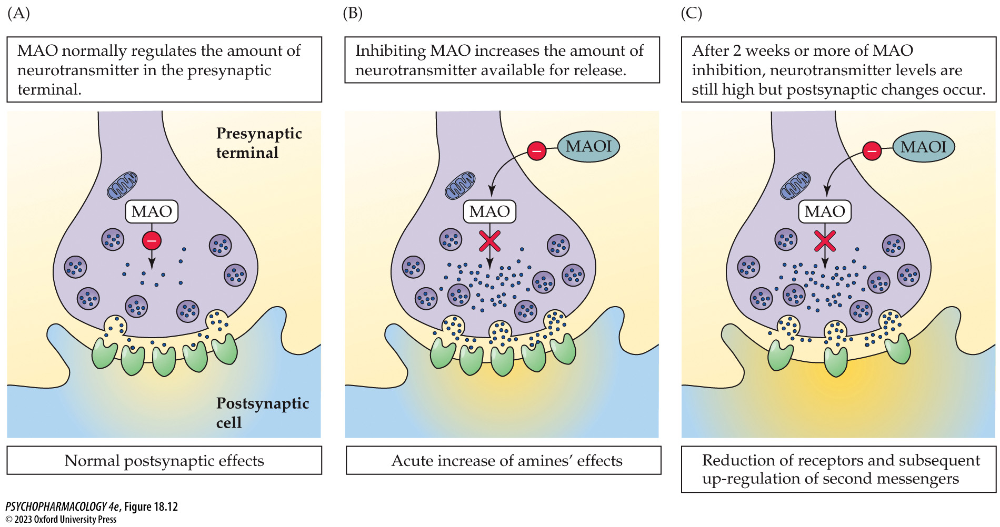 (A)
MAO normally regulates the amount of
neurotransmitter in the presynaptic
terminal.
Presynaptic
terminal
MAO
−
Postsynaptic
cell
Normal postsynaptic effects
(B)
Inhibiting MAO increases the amount of
neurotransmitter available for release.
− MAOI
MAO
Acute increase of amines’ effects
(C)
After 2 weeks or more of MAO
inhibition, neurotransmitter levels are
still high but postsynaptic changes occur.
− MAOI
MAO
Reduction of receptors and subsequent
up-regulation of second messengers
PSYCHOPHARMACOLOGY 4e, Figure 18.12
© 2023 Oxford University Press